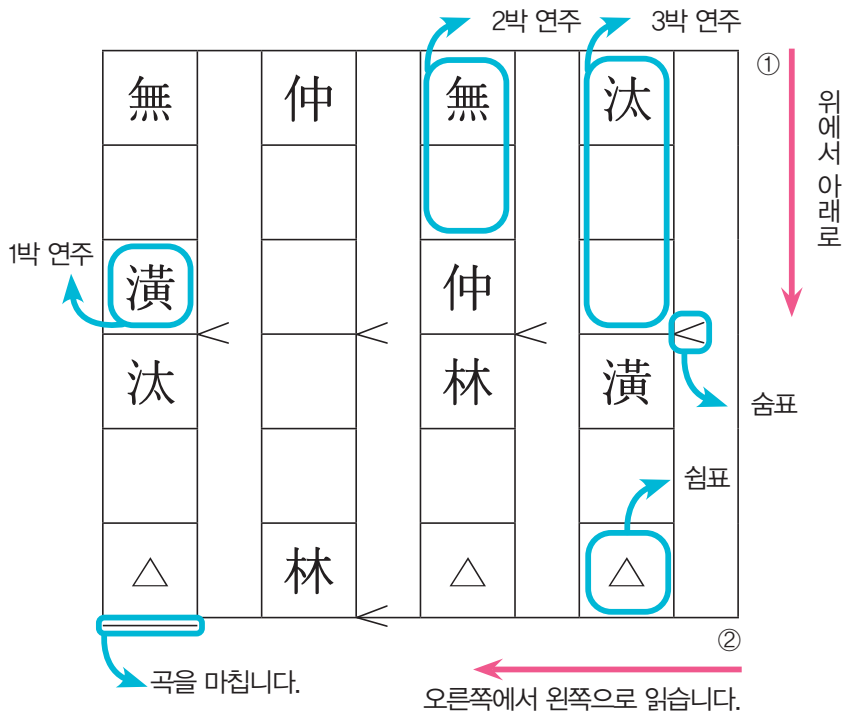 2박 연주
3박 연주
①
위에서 아래로
無
仲
無
汰
1박 연주
潢
仲
汰
林
潢
숨표
쉼표
△
林
△
△
②
곡을 마칩니다.
오른쪽에서 왼쪽으로 읽습니다.